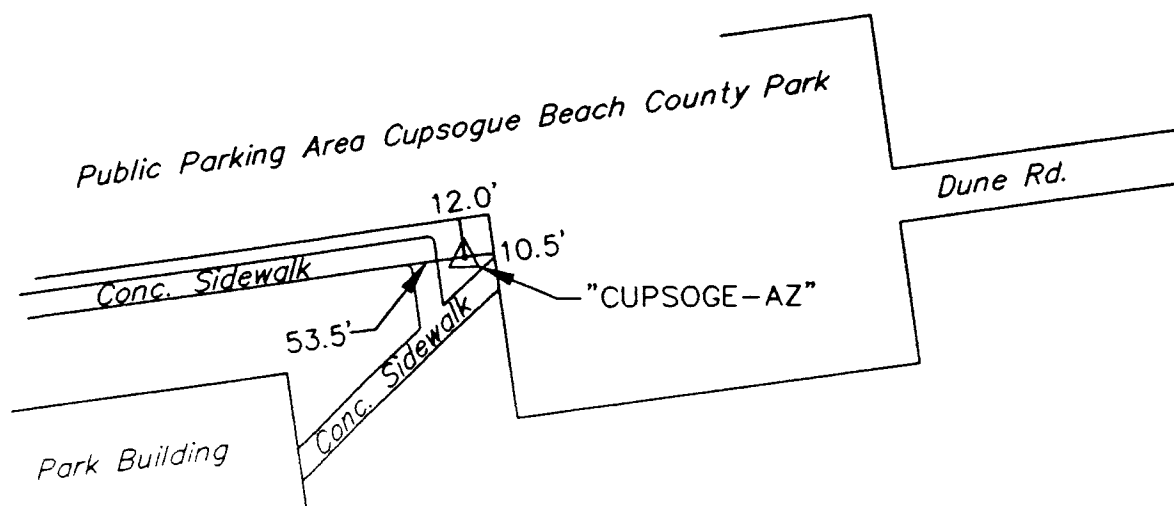 Public Parking Area Cupsogue Beach County Park
Dune Rd.
12.0'
10.5'
Conc. Sidewalk
"CUPSOGE-AZ"
53.5'
Conc. Sidewalk
Park Building